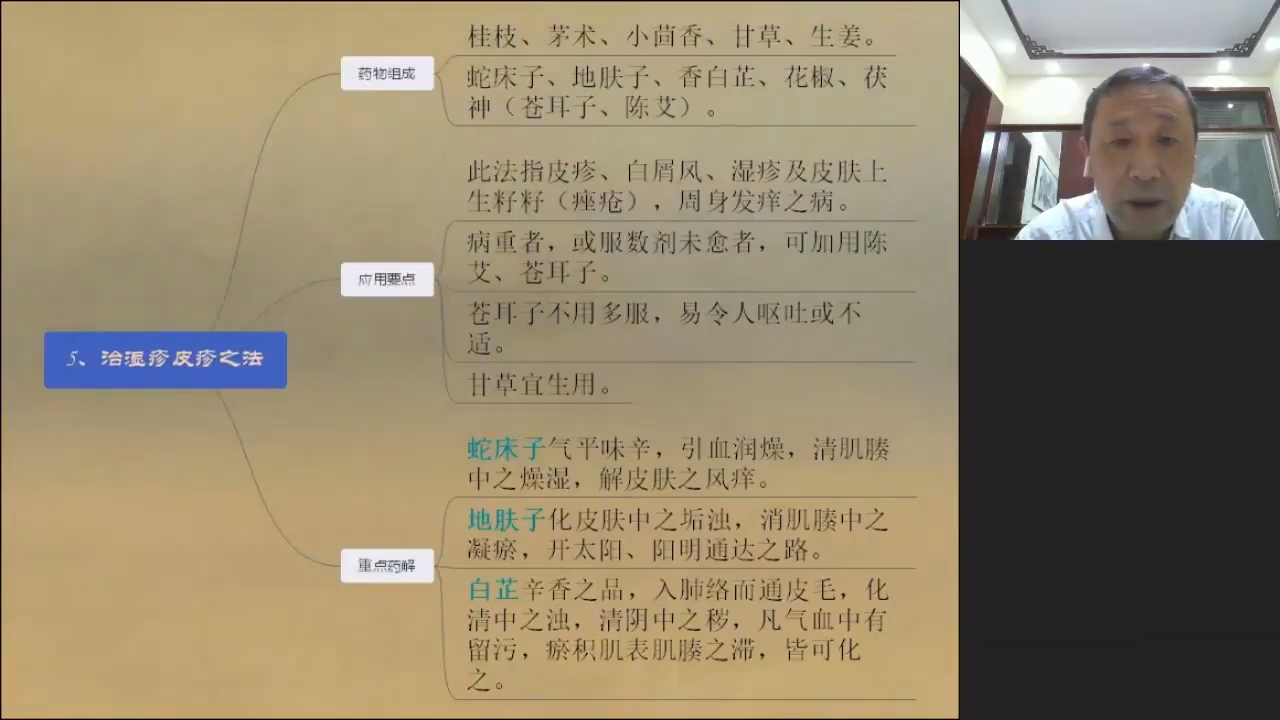 5、治湿疹皮疹之法
药物组成
桂枝、茅术、小茴香、甘草、生姜。
蛇床子、地肤子、香白芷、花椒、茯
神（苍耳子、陈艾）。
应用要点
此法指皮疹、白屑风、湿疹及皮肤上
生籽籽（痤疮），周身发痒之病。
病重者，或服数剂未愈者，可加用陈
艾、苍耳子。
苍耳子不用多服，易令人呕吐或不
适。
甘草宜生用。
重点药解
蛇床子气平味辛，引血润燥，清肌腠
中之燥湿，解皮肤之风痒。
地肤子化皮肤中之垢浊，消肌腠中之
凝瘀，开太阳、阳明通达之路。
白芷辛香之品，入肺络而通皮毛，化
清中之浊，清阴中之秽，凡气血中有
留污，瘀积肌表肌腠之滞，皆可化
之。